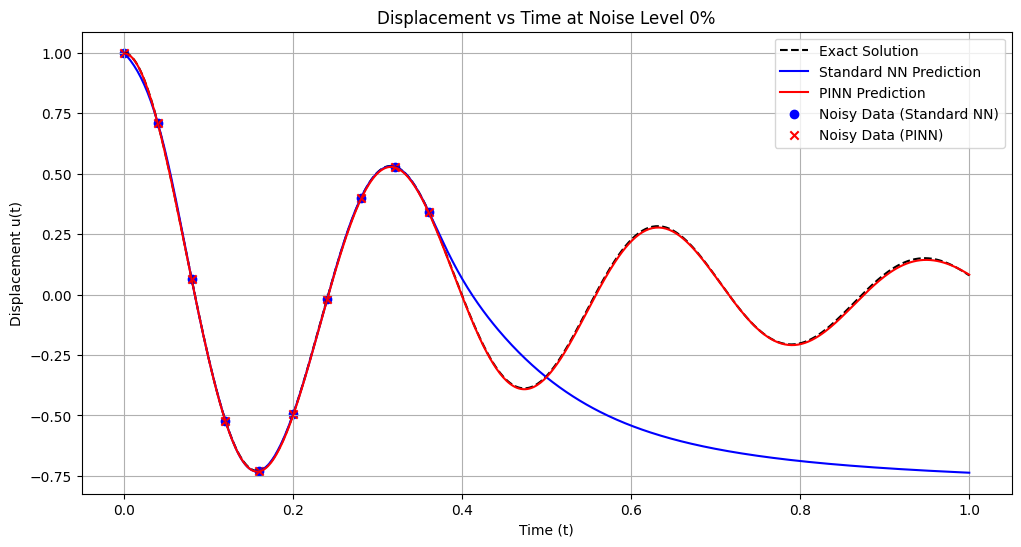 Displacement vs Time at Noise Level 0%
Exact Solution
Standard NN Prediction
PINN Prediction
Noisy Data (Standard NN)
Noisy Data (PINN)
Displacement u(t)
1.00
0.75
0.50
0.25
0.00
−0.25
−0.50
−0.75
0.0 0.2 0.4 0.6 0.8 1.0
Time (t)